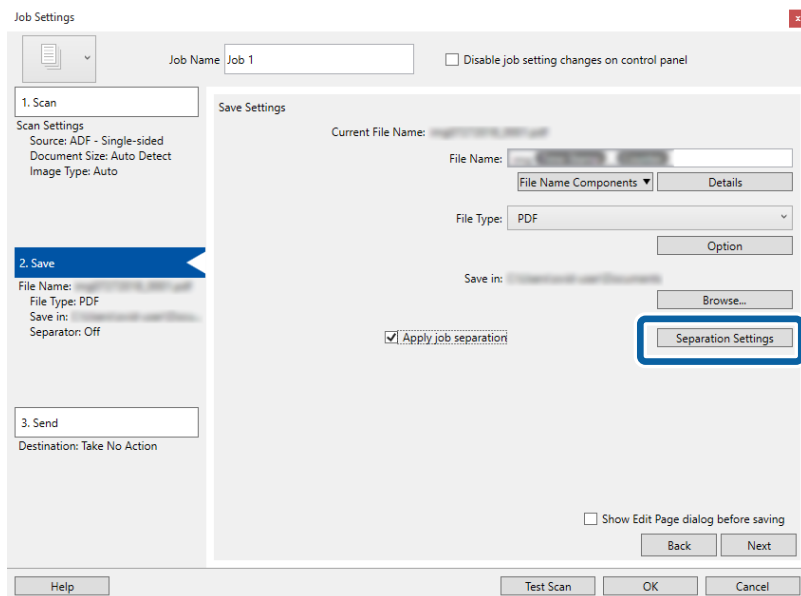 Job Settings
x
Job Name Job 1
Disable job setting changes on control panel
1. Scan
Scan Settings
Source: ADF - Single-sided
Document Size: Auto Detect
Image Type: Auto
2. Save
File Name:
File Type: PDF
Save in:
Separator: Off
3. Send
Destination: Take No Action
Save Settings
Current File Name:
File Name:
File Name Components Details
File Type: PDF
Option
Save in:
Browse...
Apply job separation Separation Settings
Show Edit Page dialog before saving
Back Next
Help Test Scan OK Cancel